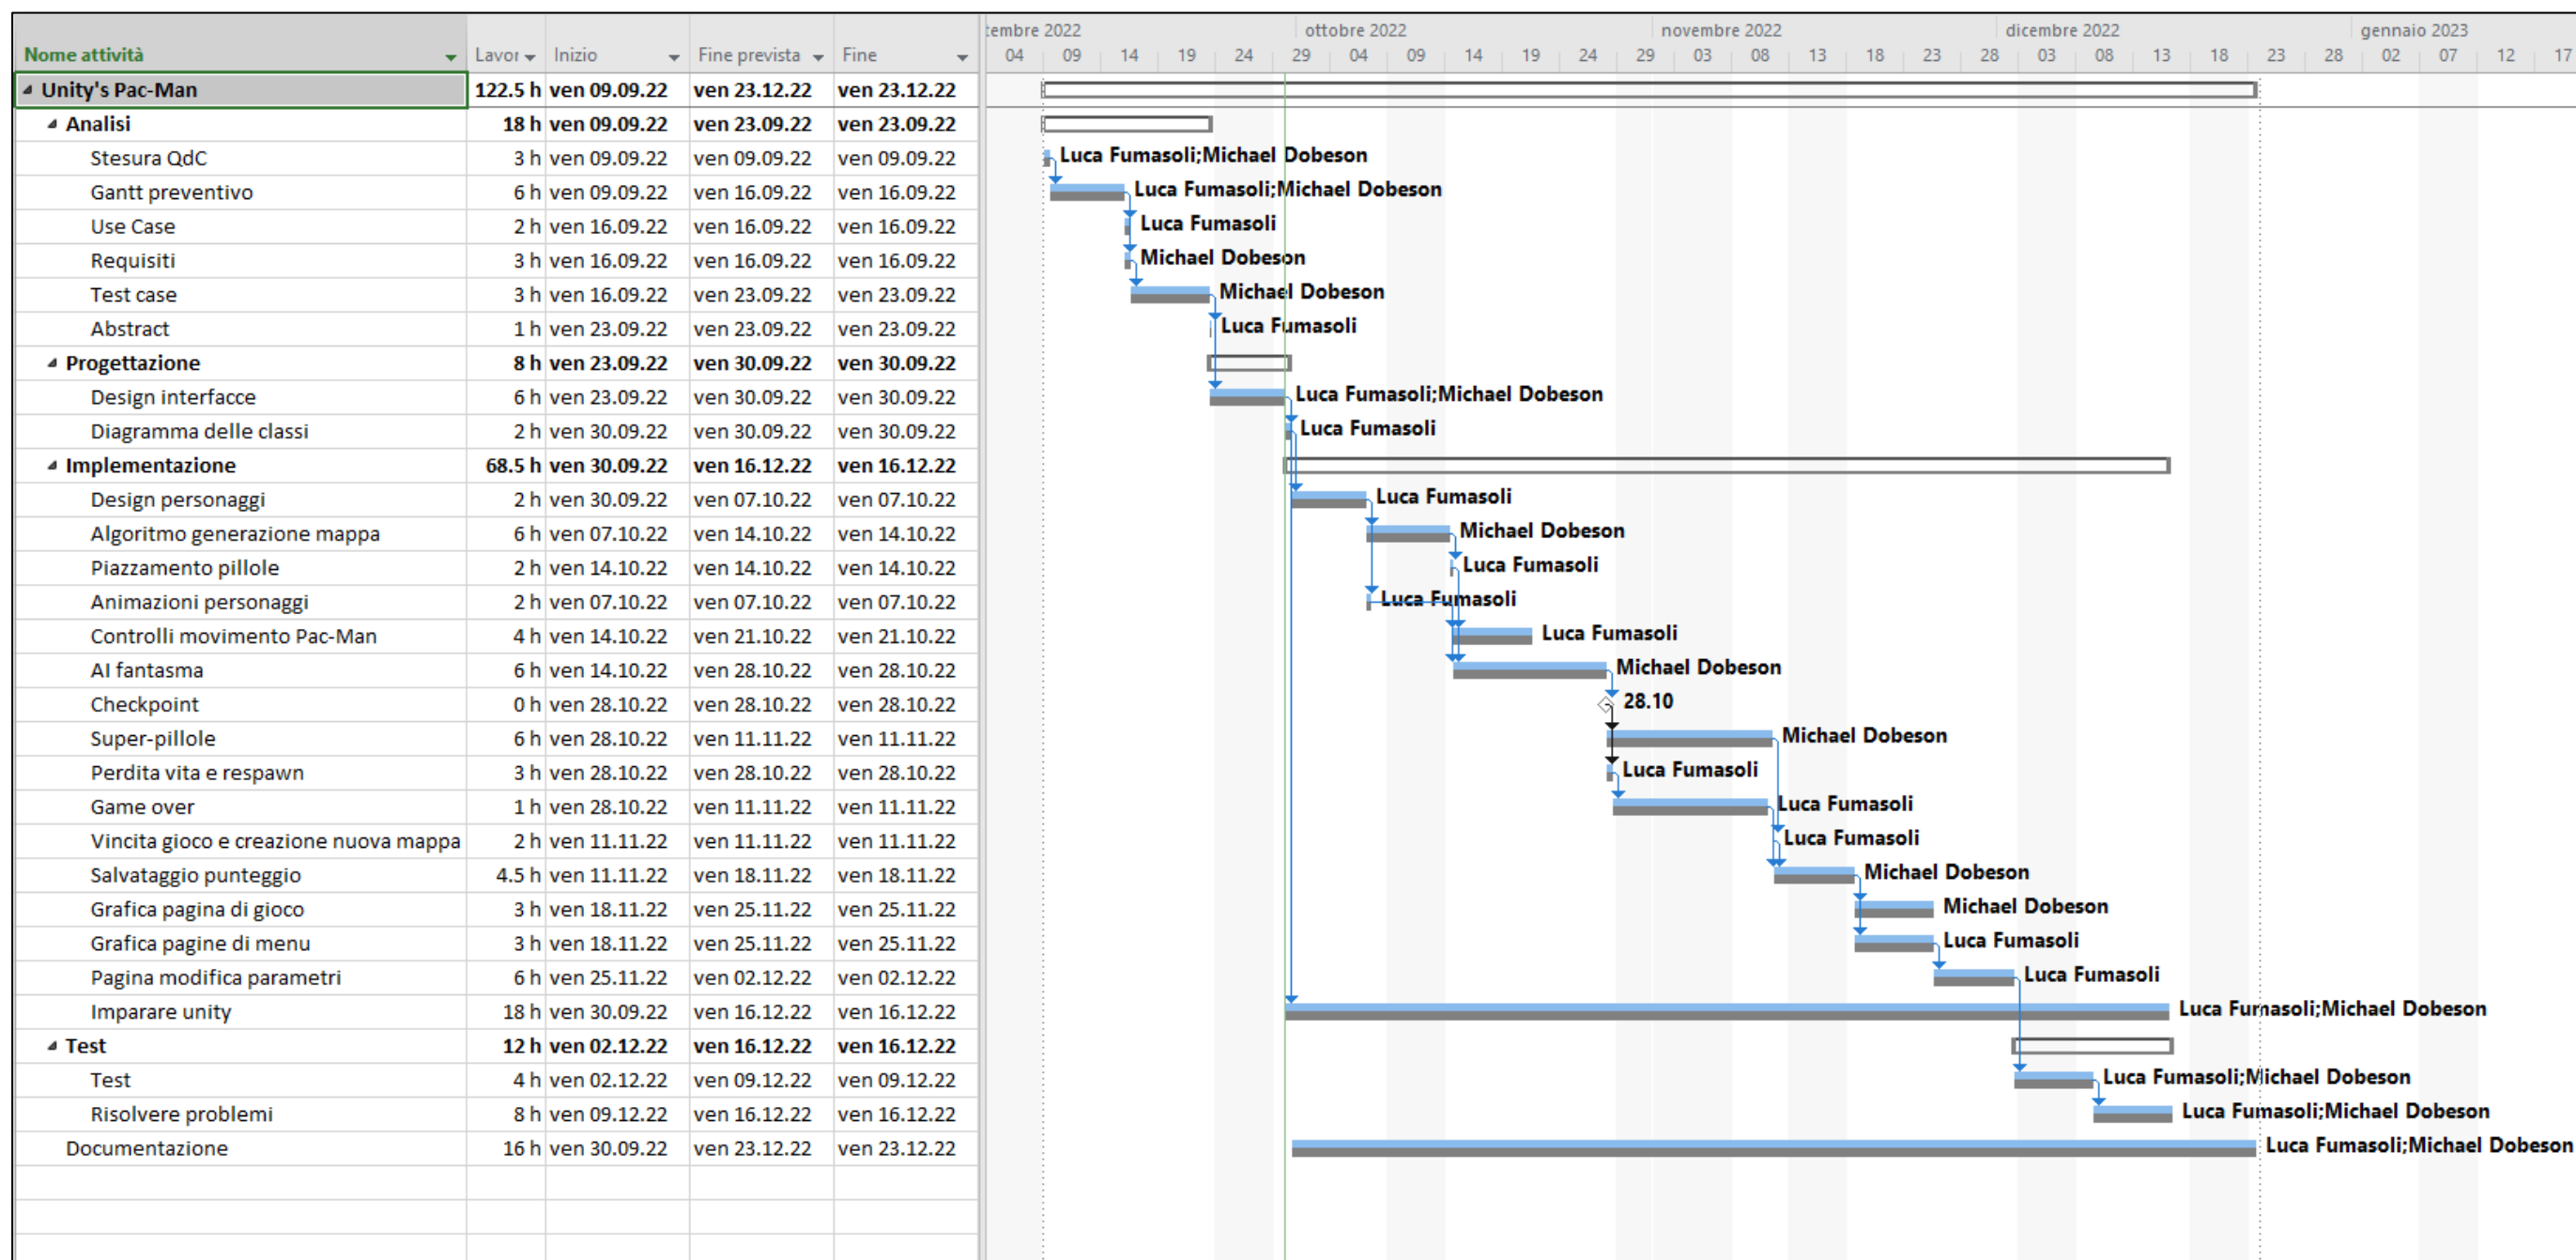 tembre 2022 ottobre 2022 novembre 2022 dicembre 2022 gennaio 2023
Nome attività Lavor Inizio Fine prevista Fine 04 09 14 19 24 29 04 09 14 19 24 29 03 08 13 18 23 28 03 08 13 18 23 28 02 07 12 17
Unity's Pac-Man 122.5 h ven 09.09.22 ven 23.12.22 ven 23.12.22
Analisi 18 h ven 09.09.22 ven 23.09.22 ven 23.09.22
Stesura QdC 3 h ven 09.09.22 ven 09.09.22 ven 09.09.22 Luca Fumasoli;Michael Dobeson
Gantt preventivo 6 h ven 09.09.22 ven 16.09.22 ven 16.09.22 Luca Fumasoli;Michael Dobeson
Use Case 2 h ven 16.09.22 ven 16.09.22 ven 16.09.22 Luca Fumasoli
Requisiti 3 h ven 16.09.22 ven 16.09.22 ven 16.09.22 Michael Dobeson
Test case 3 h ven 16.09.22 ven 23.09.22 ven 23.09.22 Michael Dobeson
Abstract 1 h ven 23.09.22 ven 23.09.22 ven 23.09.22 Luca Fumasoli
Progettazione 8 h ven 23.09.22 ven 30.09.22 ven 30.09.22
Design interfacce 6 h ven 23.09.22 ven 30.09.22 ven 30.09.22 Luca Fumasoli;Michael Dobeson
Diagramma delle classi 2 h ven 30.09.22 ven 30.09.22 ven 30.09.22 Luca Fumasoli
Implementazione 68.5 h ven 30.09.22 ven 16.12.22 ven 16.12.22
Design personaggi 2 h ven 30.09.22 ven 07.10.22 ven 07.10.22 Luca Fumasoli
Algoritmo generazione mappa 6 h ven 07.10.22 ven 14.10.22 ven 14.10.22 Michael Dobeson
Piazzamento pillole 2 h ven 14.10.22 ven 14.10.22 ven 14.10.22 Luca Fumasoli
Animazioni personaggi 2 h ven 07.10.22 ven 07.10.22 ven 07.10.22 Luca Fumasoli
Controlli movimento Pac-Man 4 h ven 14.10.22 ven 21.10.22 ven 21.10.22 Luca Fumasoli
AI fantasma 6 h ven 14.10.22 ven 28.10.22 ven 28.10.22 Michael Dobeson
Checkpoint 0 h ven 28.10.22 ven 28.10.22 ven 28.10.22 28.10
Super-pillole 6 h ven 28.10.22 ven 11.11.22 ven 11.11.22 Michael Dobeson
Perdita vita e respawn 3 h ven 28.10.22 ven 28.10.22 ven 28.10.22 Luca Fumasoli
Game over 1 h ven 28.10.22 ven 11.11.22 ven 11.11.22 Luca Fumasoli
Vincita gioco e creazione nuova mappa 2 h ven 11.11.22 ven 11.11.22 ven 11.11.22 Luca Fumasoli
Salvataggio punteggio 4.5 h ven 11.11.22 ven 18.11.22 ven 18.11.22 Michael Dobeson
Grafica pagina di gioco 3 h ven 18.11.22 ven 25.11.22 ven 25.11.22 Michael Dobeson
Grafica pagine di menu 3 h ven 18.11.22 ven 25.11.22 ven 25.11.22 Luca Fumasoli
Pagina modifica parametri 6 h ven 25.11.22 ven 02.12.22 ven 02.12.22 Luca Fumasoli
Imparare unity 18 h ven 30.09.22 ven 16.12.22 ven 16.12.22 Luca Fumasoli;Michael Dobeson
Test 12 h ven 02.12.22 ven 16.12.22 ven 16.12.22
Test 4 h ven 02.12.22 ven 09.12.22 ven 09.12.22 Luca Fumasoli;Michael Dobeson
Risolvere problemi 8 h ven 09.12.22 ven 16.12.22 ven 16.12.22 Luca Fumasoli;Michael Dobeson
Documentazione 16 h ven 30.09.22 ven 23.12.22 ven 23.12.22 Luca Fumasoli;Michael Dobeson